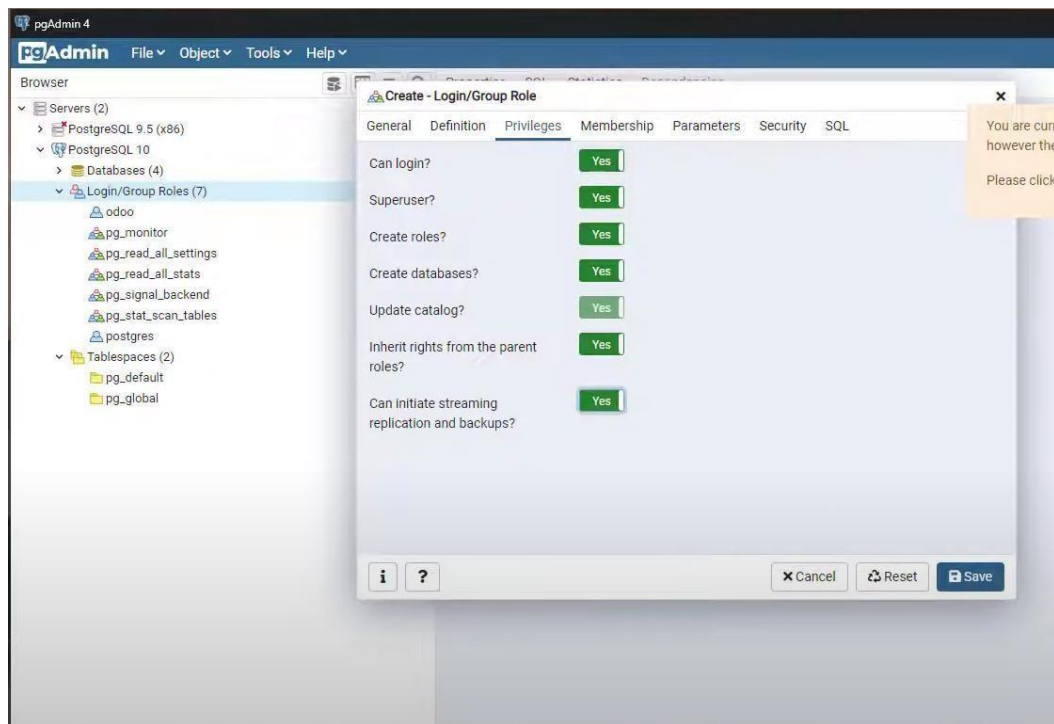 pgAdmin 4
pgAdmin File Object Tools Help
Browser
Servers (2)
PostgreSQL 9.5 (x86)
PostgreSQL 10
Databases (4)
Login/Group Roles (7)
odoo
pg_monitor
pg_read_all_settings
pg_read_all_stats
pg_signal_backend
pg_stat_scan_tables
postgres
Tablespaces (2)
pg_default
pg_global
Create - Login/Group Role
General Definition Privileges Membership Parameters Security SQL
Can login? Yes
Superuser? Yes
Create roles? Yes
Create databases? Yes
Update catalog? Yes
Inherit rights from the parent Yes
roles?
Can initiate streaming Yes
replication and backups?
i ? Cancel Reset Save
You are
however
Please click